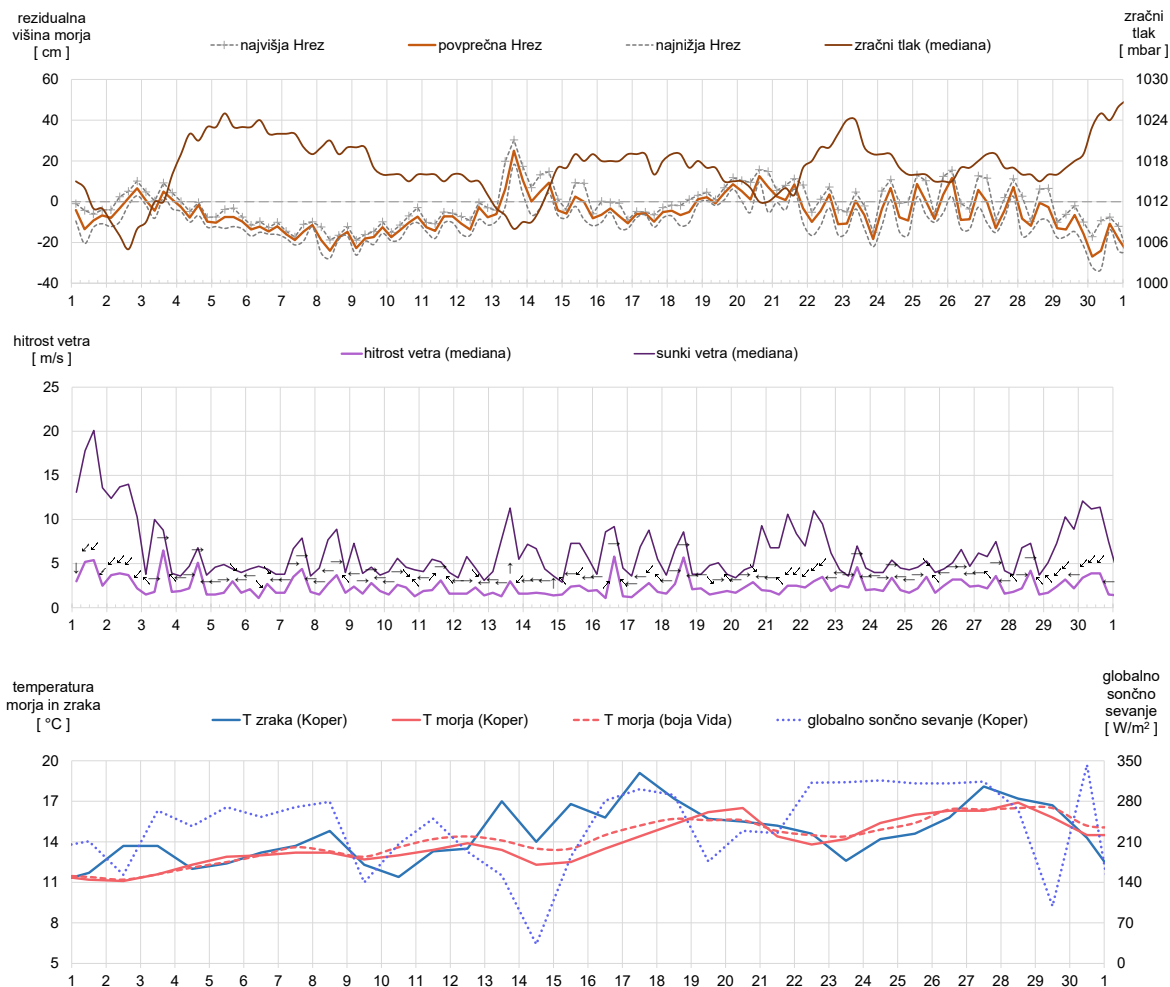 rezidualna
višina morja
[ cm ]
najvišja Hrez
povprečna Hrez
najnižja Hrez
zračni tlak (mediana)
zračni
tlak
[ mbar ]
60 1030
40 1024
20 1018
0 1012
-20 1006
-40 1000
1 2 3 4 5 6 7 8 9 10 11 12 13 14 15 16 17 18 19 20 21 22 23 24 25 26 27 28 29 30 1
hitrost vetra
[ m/s ]
hitrost vetra (mediana)
sunki vetra (mediana)
25
20
15
10
5
0
1 2 3 4 5 6 7 8 9 10 11 12 13 14 15 16 17 18 19 20 21 22 23 24 25 26 27 28 29 30 1
temperatura
morja in zraka
[ °C ]
T zraka (Koper)
T morja (Koper)
T morja (boja Vida)
globalno sončno sevanje (Koper)
globalno
sončno
sevanje
[ W/m² ]
20 350
17 280
14 210
11 140
8 70
5 0
1 2 3 4 5 6 7 8 9 10 11 12 13 14 15 16 17 18 19 20 21 22 23 24 25 26 27 28 29 30 1